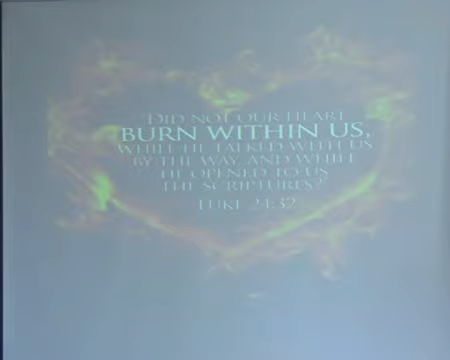 "DID NOT OUR HEART
BURN WITHIN US,
WHILE HE TALKED WITH US
BY THE WAY, AND WHILE
HE OPENED TO US
THE SCRIPTURES?"
LUKE 24:32